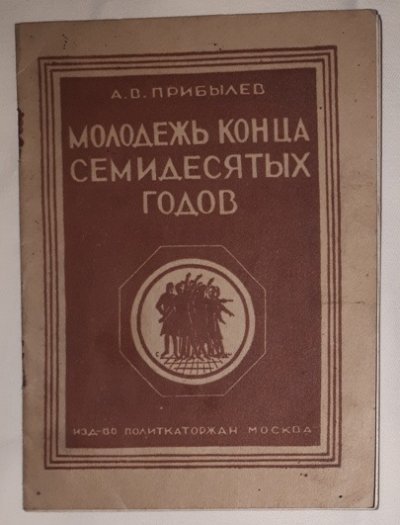 А.В.ПРИБЫЛЕВ
МОЛОДЕЖЬ КОНЦА
СЕМИДЕСЯТЫХ
ГОДОВ
ИЗД-ВО ПОЛИТКАТОРЖАН МОСКВА